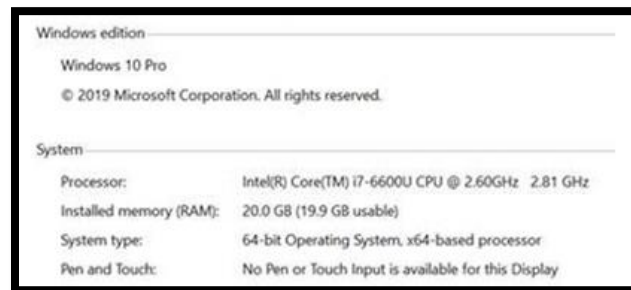 Windows edition
Windows 10 Pro
© 2019 Microsoft Corporation. All rights reserved.
System
Processor: Intel(R) Core(TM) i7-6600U CPU @ 2.60GHz 2.81 GHz
Installed memory (RAM): 20.0 GB (19.9 GB usable)
System type: 64-bit Operating System, x64-based processor
Pen and Touch: No Pen or Touch Input is available for this Display